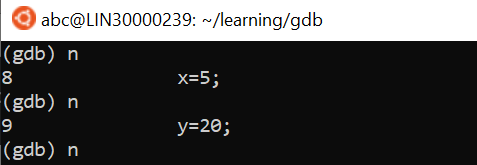 abc@LIN30000239: ~/learning/gdb
(gdb) n
8               x=5;
(gdb) n
9               y=20;
(gdb) n